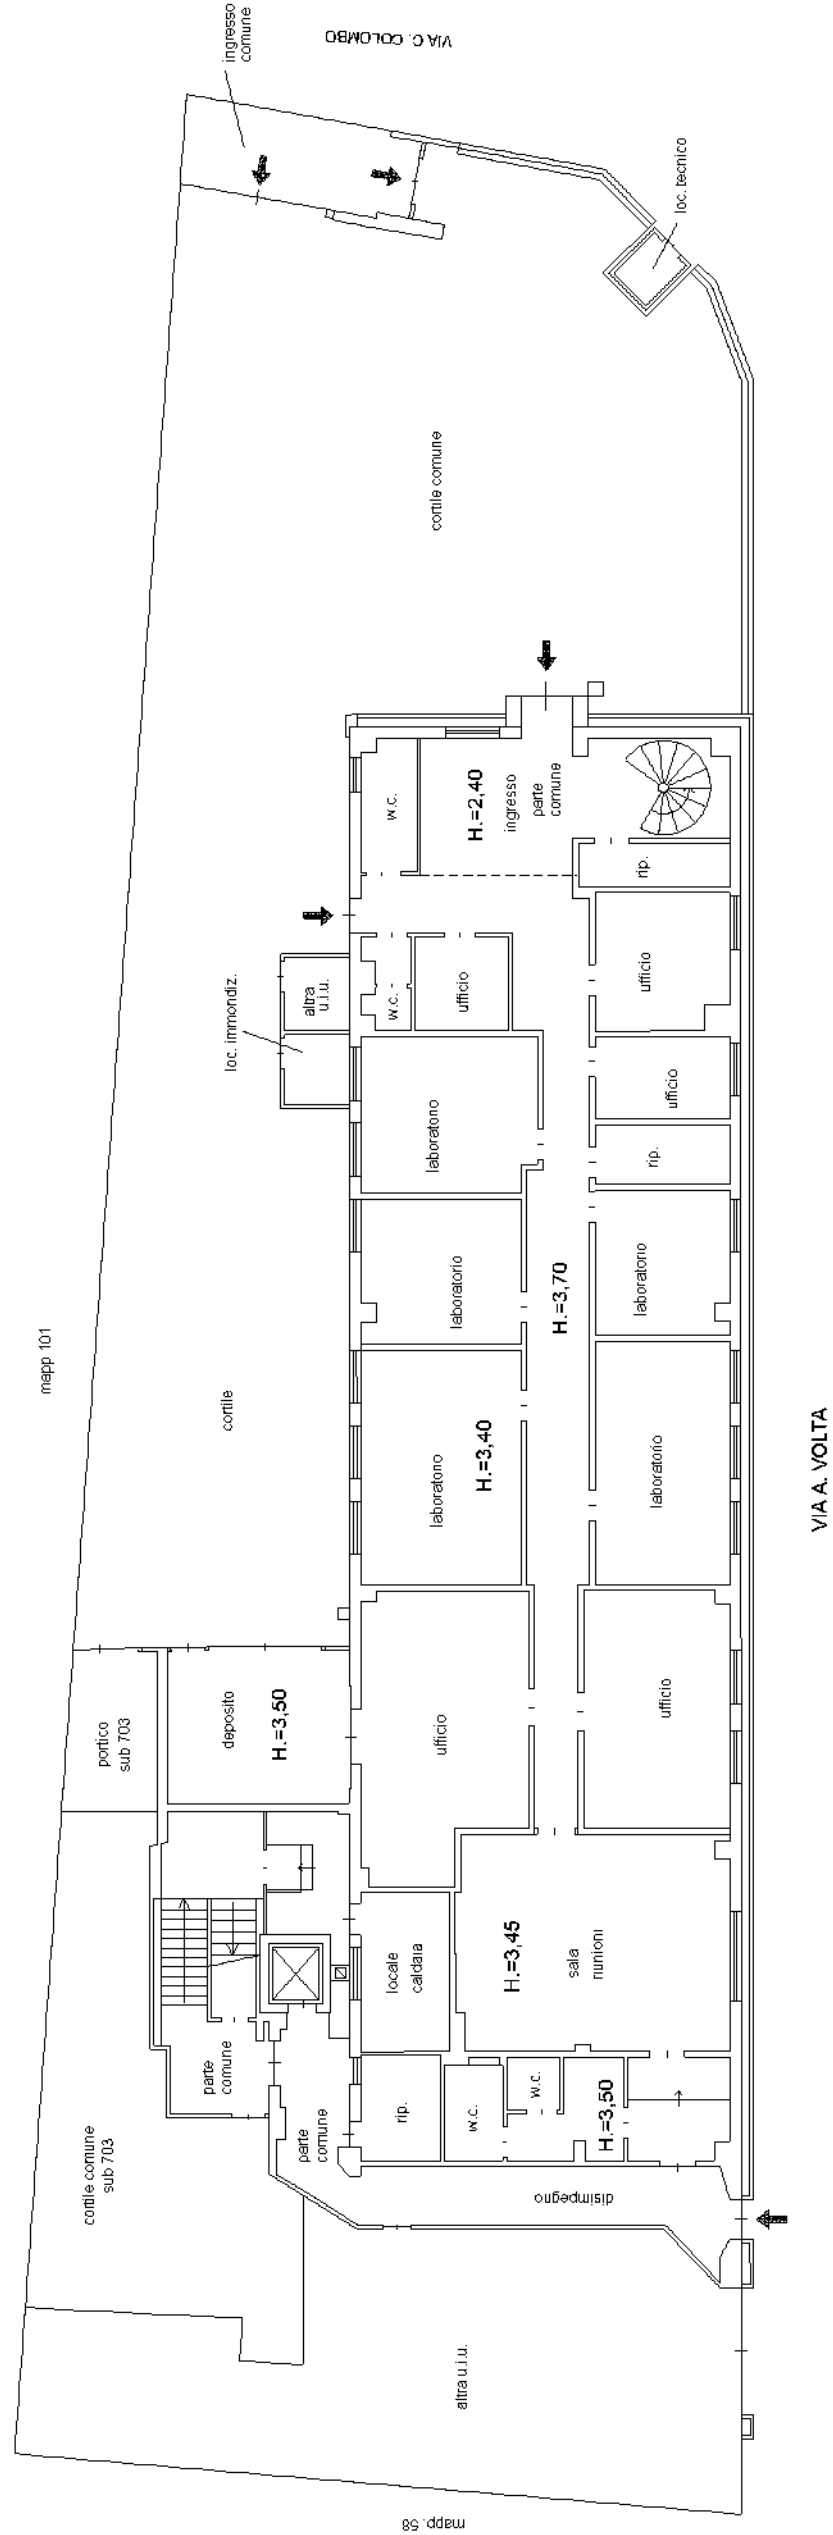 VIA C. COLOMBO
ingresso
comune
loc. tecnico
cortile comune
w.c.
H.=2,40
ingresso
parte
comune
rip.
altra
u.i.u.
w.c.
ufficio
ufficio
loc. immondiz.
laboratorio
ufficio
rip.
laboratorio
H.=3,70
laboratorio
mapp 101
cortile
laboratorio
H.=3,40
laboratorio
VIA A. VOLTA
portico
sub 703
deposito
H.=3,50
ufficio
ufficio
locale
caldaia
H.=3,45
sala
riunioni
parte
comune
cortile comune
sub 703
parte
comune
rip.
w.c.
w.c.
H.=3,50
disimpegno
altra u.i.u.
mapp. 58